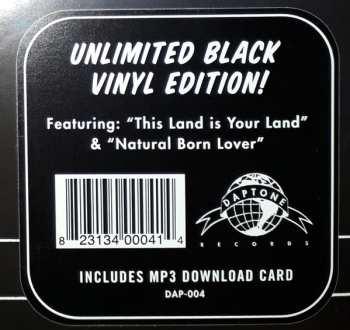 UNLIMITED BLACK
VINYL EDITION!
Featuring: “This Land is Your Land”
& “Natural Born Lover”
8 23134 00041 4
DAPTONE
RECORDS
INCLUDES MP3 DOWNLOAD CARD
DAP-004